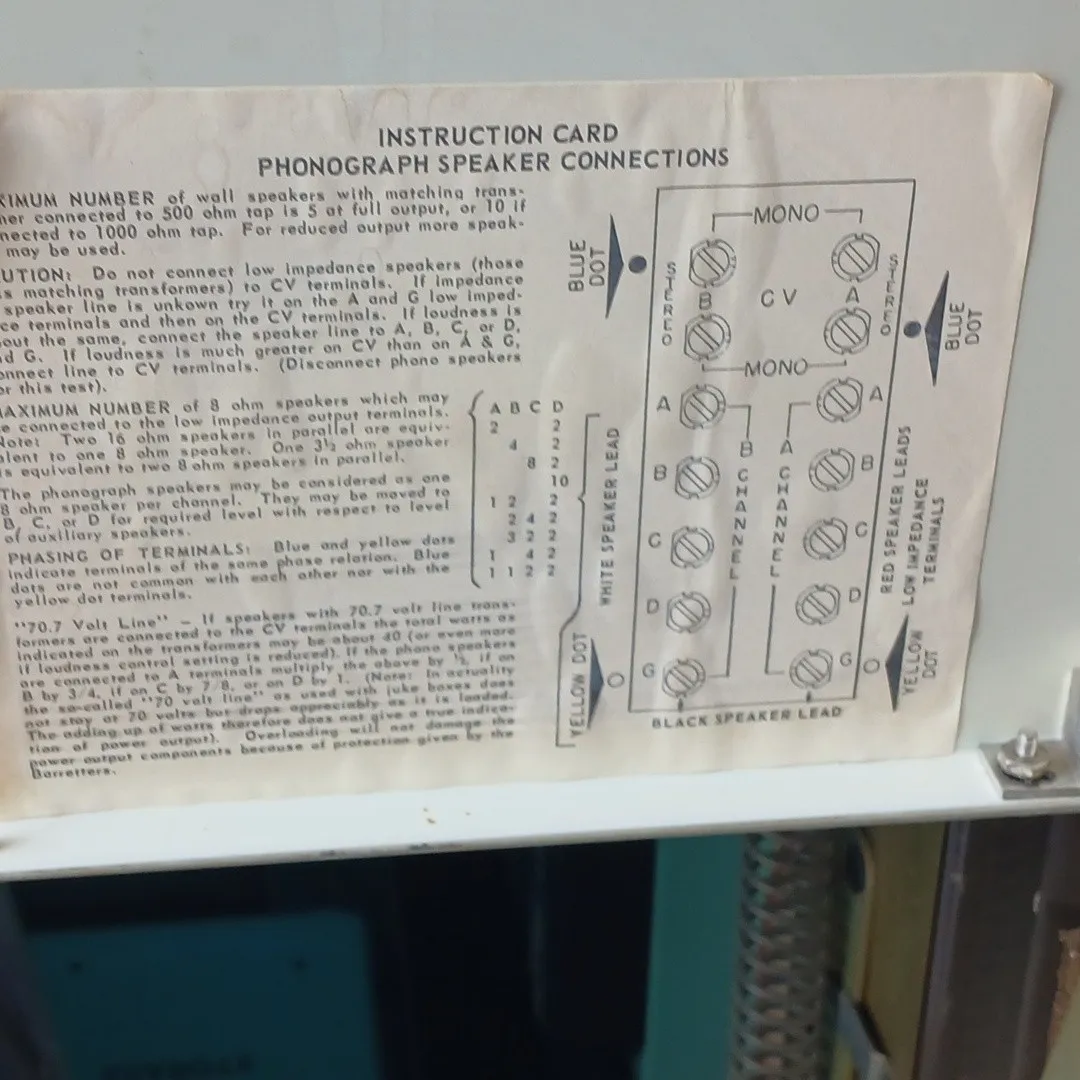 INSTRUCTION CARD
PHONOGRAPH SPEAKER CONNECTIONS
XIMUM NUMBER of wall speakers with matching trans-
mer connected to 500 ohm tap is 5 at full output, or 10 if
nected to 1000 ohm tap. For reduced output more speak-
may be used.
UTION: Do not connect low impedance speakers (those
s matching transformers) to CV terminals. If impedance
speaker line is unkown try it on the A and G low imped-
ce terminals and then on the CV terminals. If loudness is
out the same, connect the speaker line to A, B, C, or D,
d G. If loudness is much greater on CV than on A & G,
onnect line to CV terminals. (Disconnect phono speakers
or this test).
AXIMUM NUMBER of 8 ohm speakers which may
e connected to the low impedance output terminals.
Note: Two 16 ohm speakers in parallel are equiv-
alent to one 8 ohm speaker. One 3½ ohm speaker
is equivalent to two 8 ohm speakers in parallel.
The phonograph speakers may be considered as one
8 ohm speaker per channel. They may be moved to
B, C, or D for required level with respect to level
of auxiliary speakers.
PHASING OF TERMINALS: Blue and yellow dots
indicate terminals of the same phase relation. Blue
dots are not common with each other nor with the
yellow dot terminals.
"70.7 Volt Line" - If speakers with 70.7 volt line trans-
formers are connected to the CV terminals the total watts as
indicated on the transformers may be about 40 (or even more
if loudness control setting is reduced). If the phono speakers
are connected to A terminals multiply the above by ½, if on
B by 3/4, if on C by 7/8, or on D by 1. (Note: In actuality
the so-called "70 volt line" as used with juke boxes does
not stay at 70 volts but drops appreciably as it is loaded.
The adding up of watts therefore does not give a true indica-
tion of power output). Overloading will not damage the
power output components because of protection given by the
Barretters.
A B C D
2 2
4 2
8 2
10
1 2 2
2 4 2
3 2 2
1 4 2
1 1 2 2
WHITE SPEAKER LEAD
YELLOW DOT
BLUE DOT
MONO
STEREO
B
CV
A
STEREO
MONO
A
B
C
D
G
B CHANNEL
A CHANNEL
A
B
C
D
G
BLACK SPEAKER LEAD
BLUE DOT
RED SPEAKER LEADS
LOW IMPEDANCE TERMINALS
YELLOW DOT